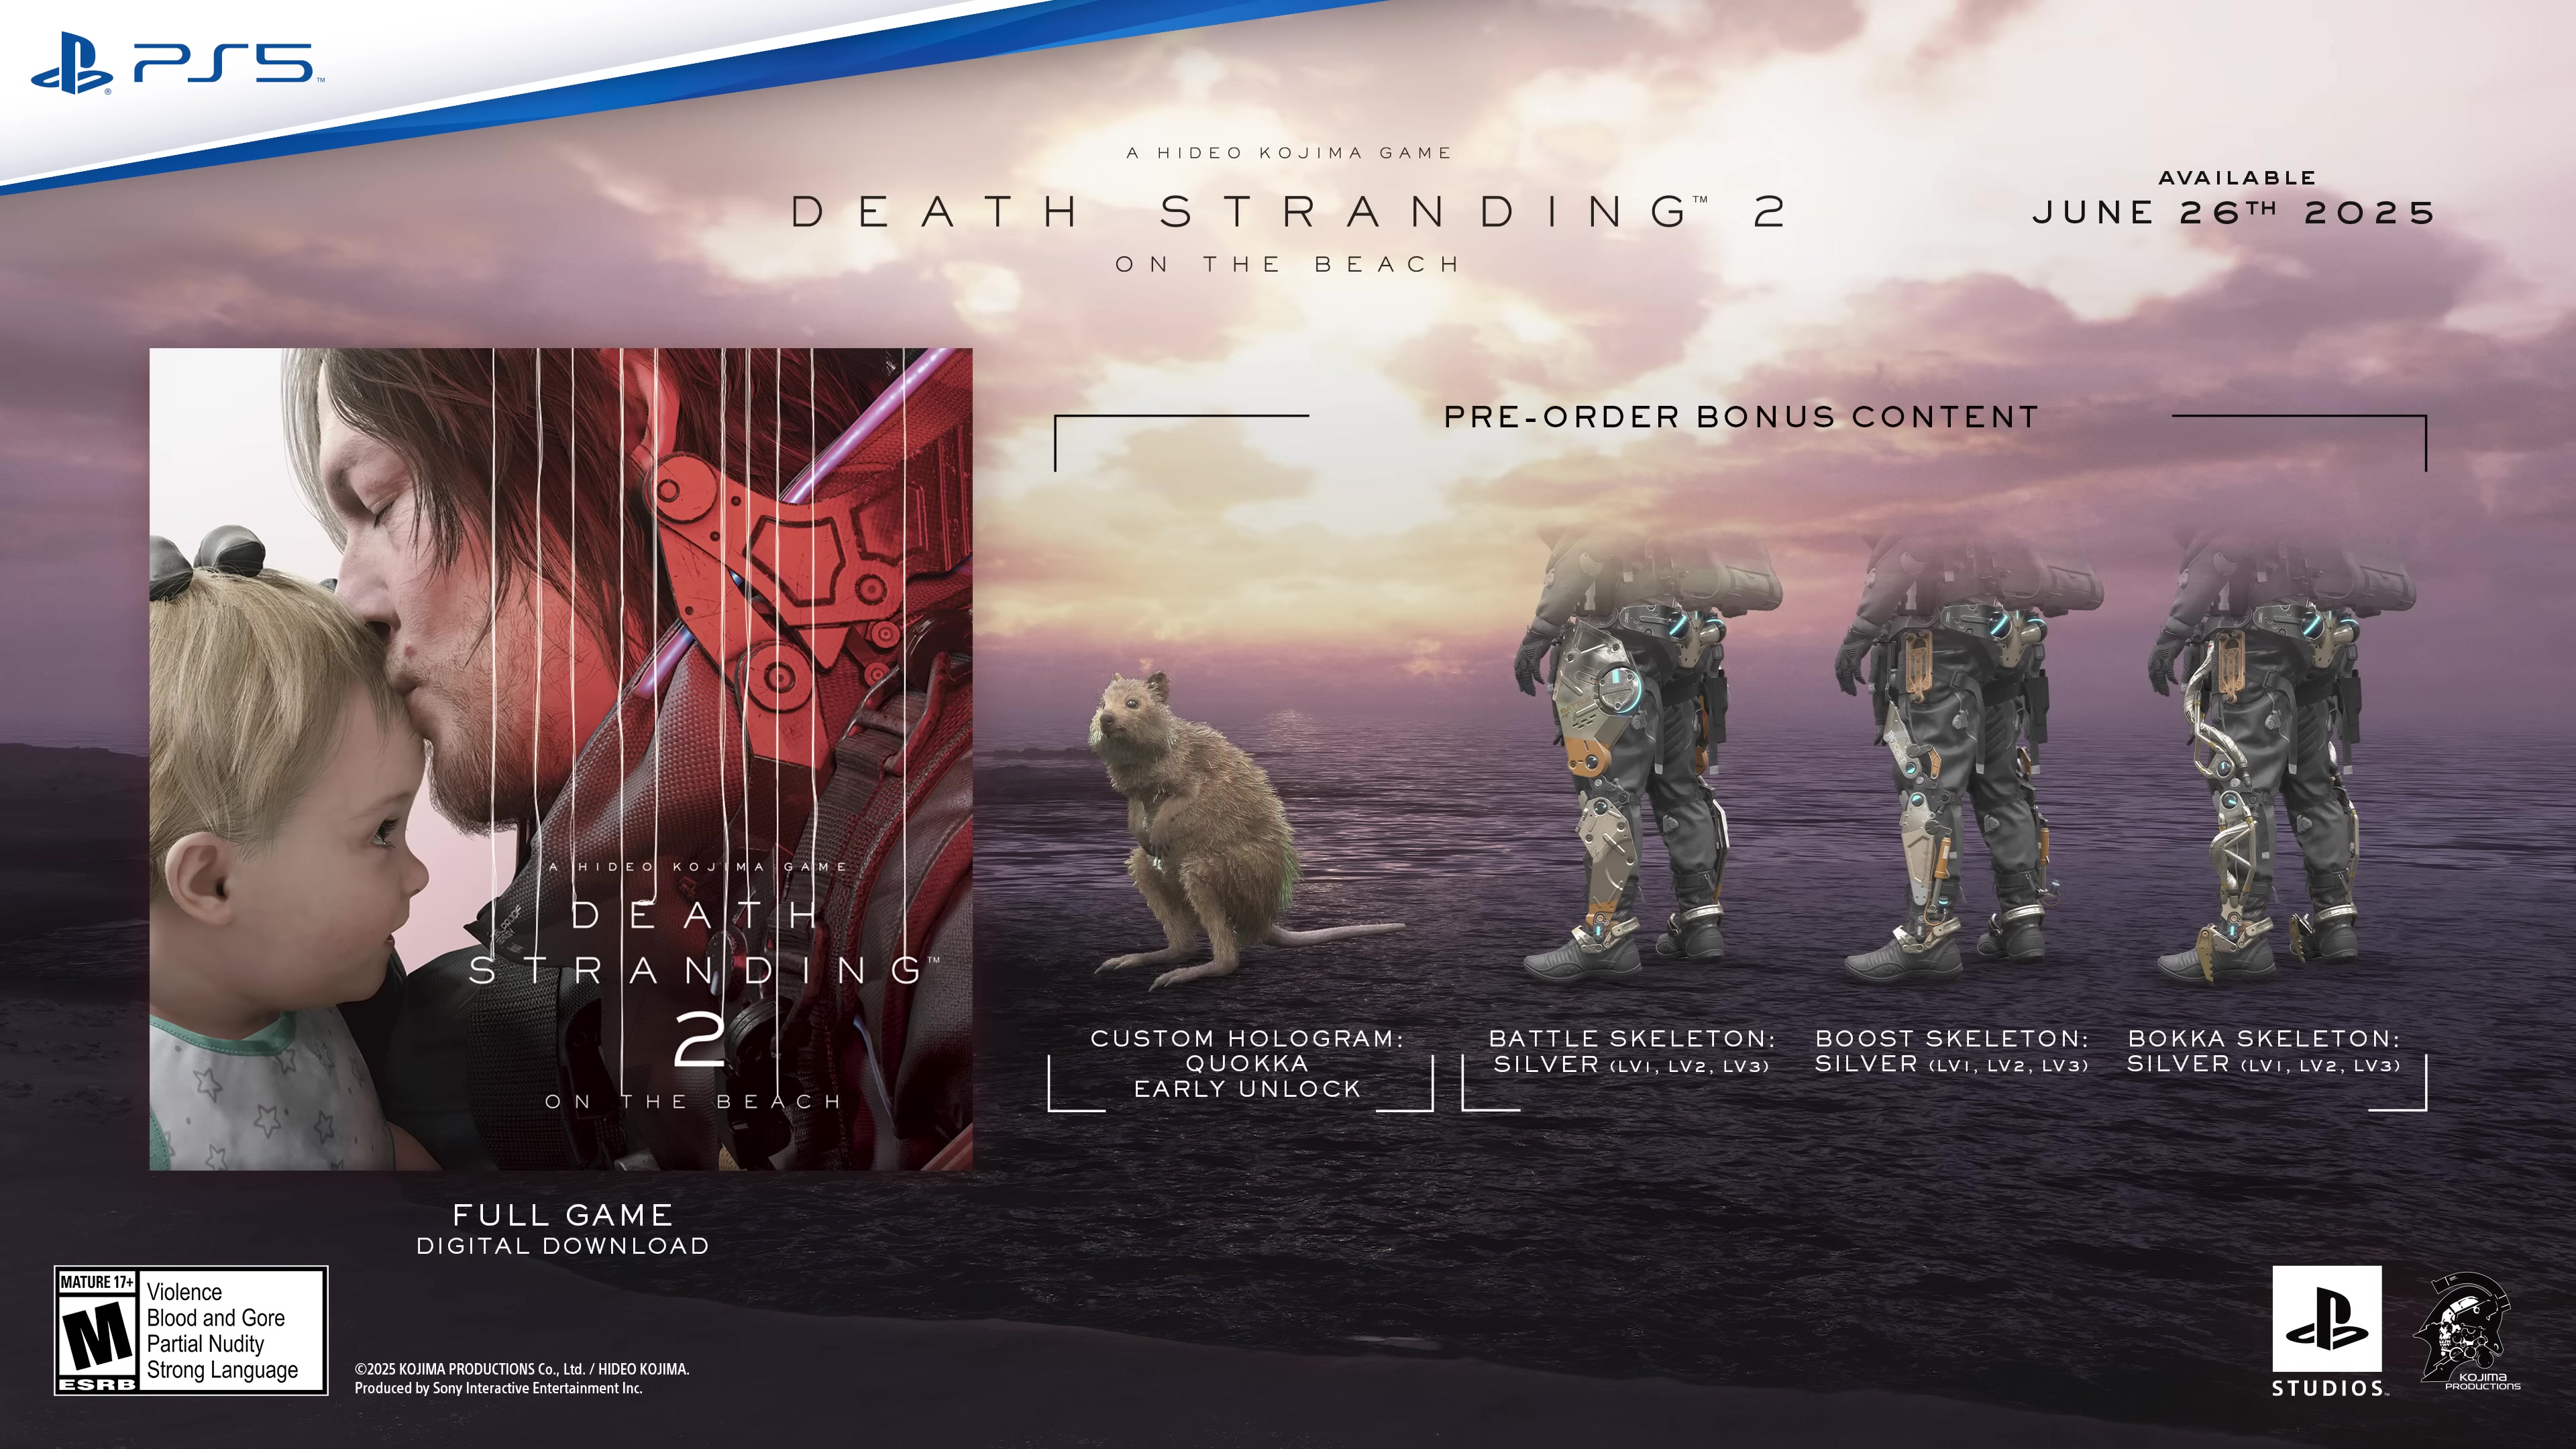 PS5™
A HIDEO KOJIMA GAME
DEATH STRANDING™ 2
ON THE BEACH
AVAILABLE
JUNE 26TH 2025
PRE-ORDER BONUS CONTENT
A HIDEO KOJIMA GAME
DEATH
STRANDING™
2
ON THE BEACH
CUSTOM HOLOGRAM:
QUOKKA
EARLY UNLOCK
BATTLE SKELETON:
SILVER (LV1, LV2, LV3)
BOOST SKELETON:
SILVER (LV1, LV2, LV3)
BOKKA SKELETON:
SILVER (LV1, LV2, LV3)
FULL GAME
DIGITAL DOWNLOAD
MATURE 17+
M
ESRB
Violence
Blood and Gore
Partial Nudity
Strong Language
©2025 KOJIMA PRODUCTIONS Co., Ltd. / HIDEO KOJIMA.
Produced by Sony Interactive Entertainment Inc.
STUDIOS™
KOJIMA
PRODUCTIONS